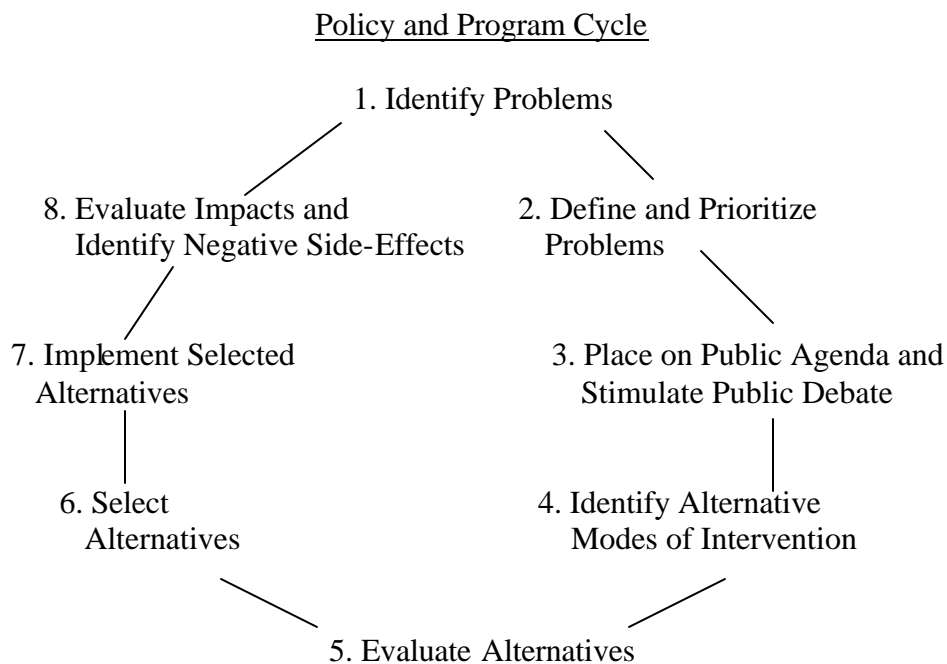 Policy and Program Cycle
1. Identify Problems
2. Define and Prioritize
Problems
3. Place on Public Agenda and
Stimulate Public Debate
4. Identify Alternative
Modes of Intervention
5. Evaluate Alternatives
6. Select
Alternatives
7. Implement Selected
Alternatives
8. Evaluate Impacts and
Identify Negative Side-Effects